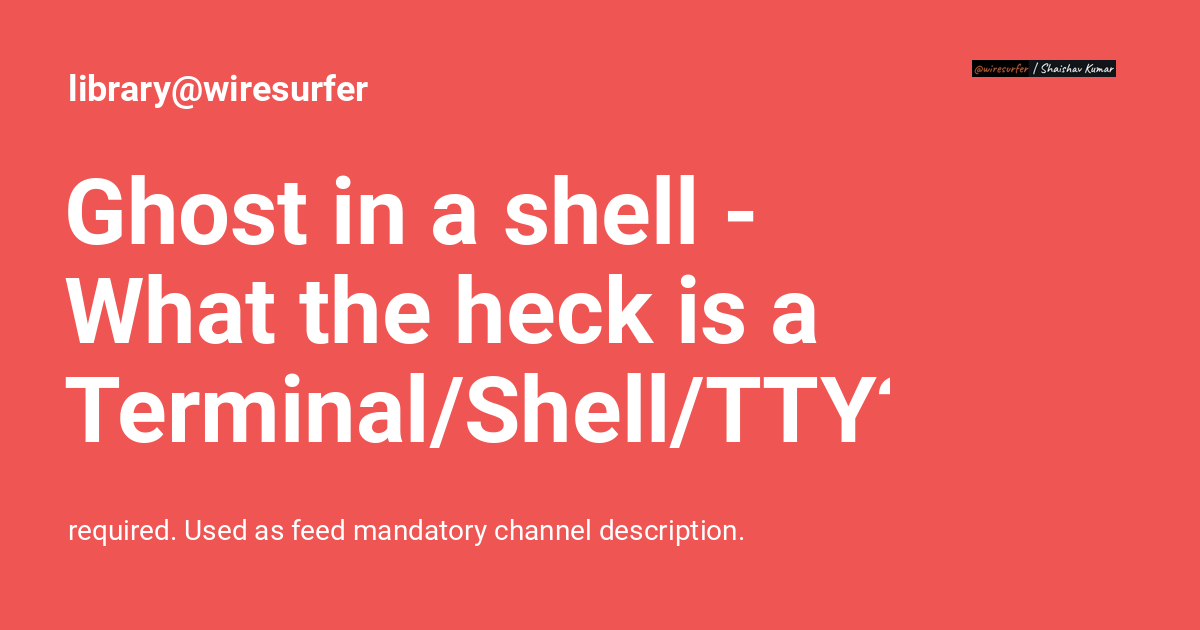 library@wiresurfer
@wiresurfer | Shaishav Kumar
Ghost in a shell -
What the heck is a
Terminal/Shell/TTY
required. Used as feed mandatory channel description.